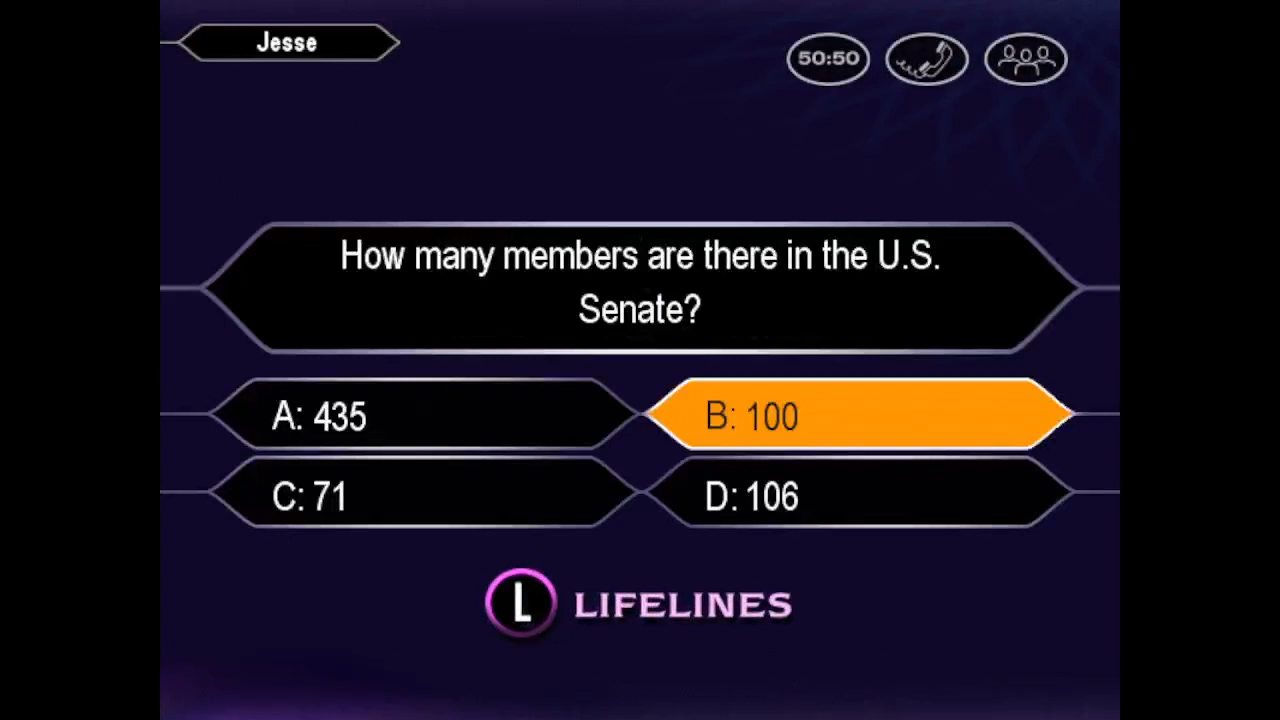 Jesse
50:50
How many members are there in the U.S.
Senate?
A: 435
B: 100
C: 71
D: 106
L LIFELINES